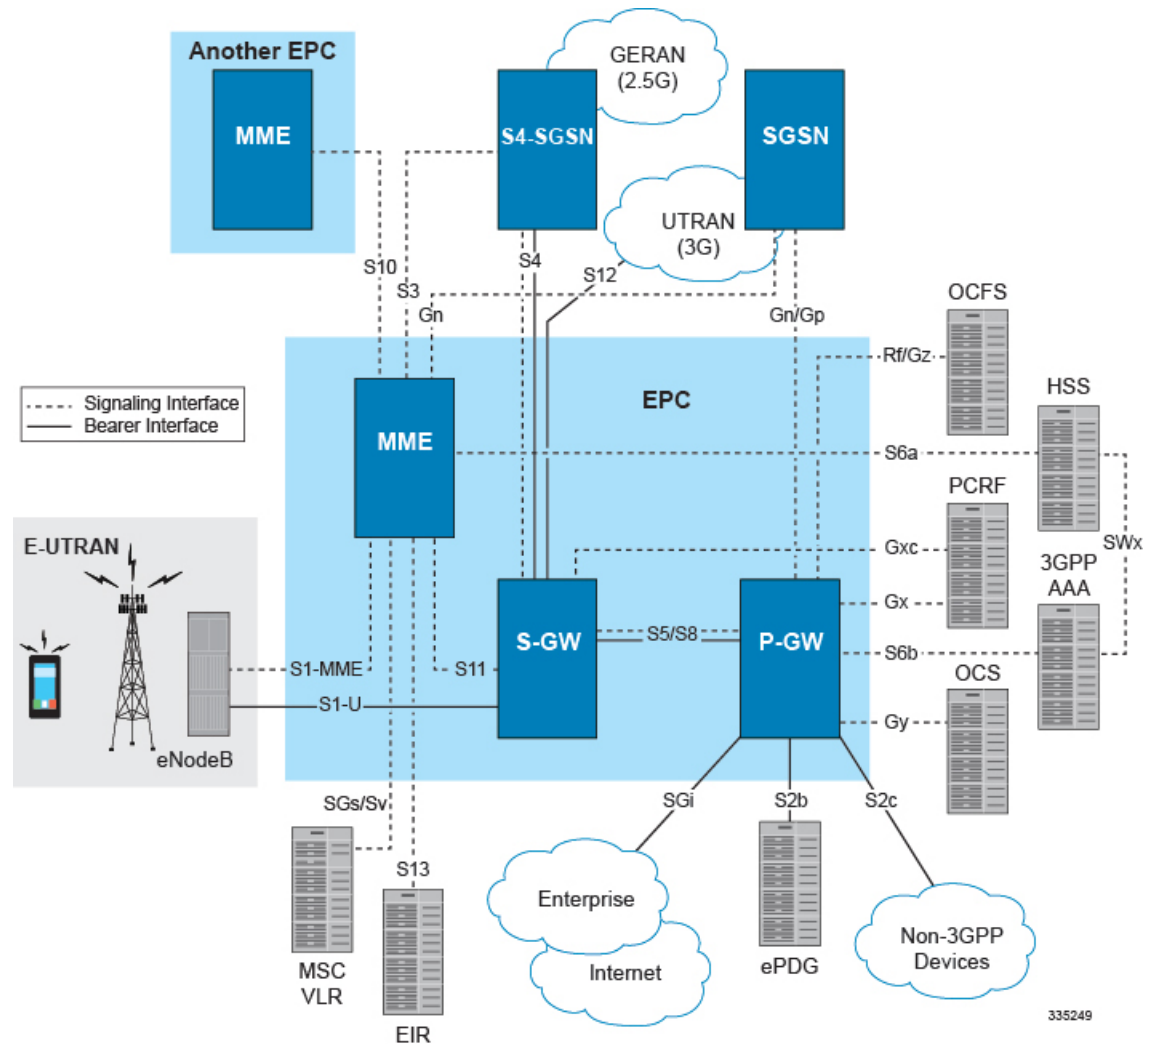 Another EPC
MME
S4-SGSN
GERAN
(2.5G)
SGSN
UTRAN
(3G)
S10
S3
Gn
S4
S12
Gn/Gp
OCFS
Rf/Gz
HSS
Signaling Interface
Bearer Interface
EPC
MME
S6a
PCRF
Gxc
SWx
3GPP
AAA
E-UTRAN
Gx
S-GW
S5/S8
P-GW
S6b
S1-MME
S11
OCS
S1-U
Gy
eNodeB
SGs/Sv
SGi
S2b
S2c
S13
Enterprise
Internet
ePDG
Non-3GPP
Devices
MSC
VLR
EIR
335249